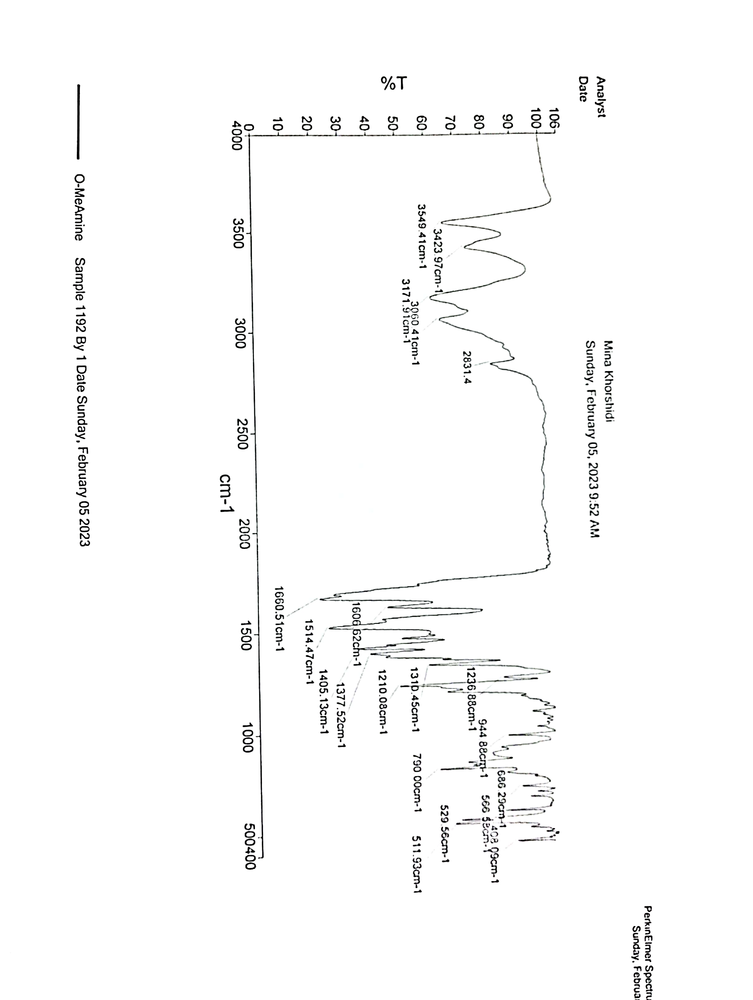 PerkinElmer Spectru
Sunday, Februa
Analyst
Mina Khorshidi
Date
Sunday, February 05, 2023 9:52 AM
106
100
90
80
70
60
50
40
30
20
10
0
%T
4000
3500
3000
2500
2000
1500
1000
500
400
cm-1
3549.41cm-1
3423.97cm-1
3171.91cm-1
3060.41cm-1
2831.4
1660.51cm-1
1606.62cm-1
1514.47cm-1
1405.13cm-1
1377.52cm-1
1310.45cm-1
1236.88cm-1
1210.08cm-1
944.88cm-1
790.00cm-1
686.29cm-1
566.58cm-1
529.56cm-1
511.93cm-1
408.09cm-1
O-MeAmine Sample 1192 By 1 Date Sunday, February 05 2023